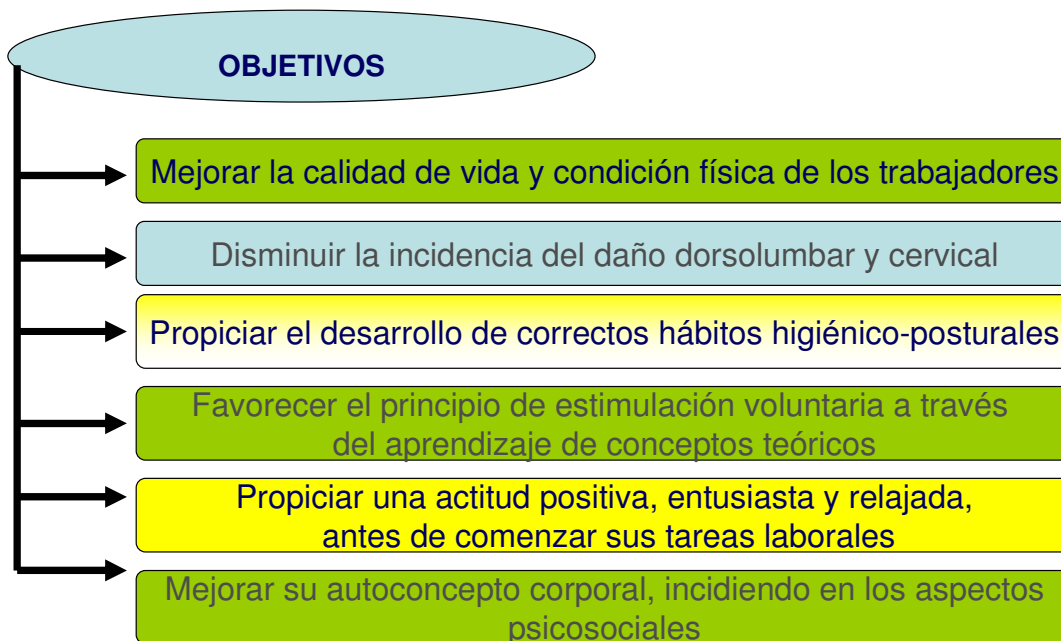 OBJETIVOS
Mejorar la calidad de vida y condición física de los trabajadores
Disminuir la incidencia del daño dorsolumbar y cervical
Propiciar el desarrollo de correctos hábitos higiénico-posturales
Favorecer el principio de estimulación voluntaria a través
del aprendizaje de conceptos teóricos
Propiciar una actitud positiva, entusiasta y relajada,
antes de comenzar sus tareas laborales
Mejorar su autoconcepto corporal, incidiendo en los aspectos
psicosociales